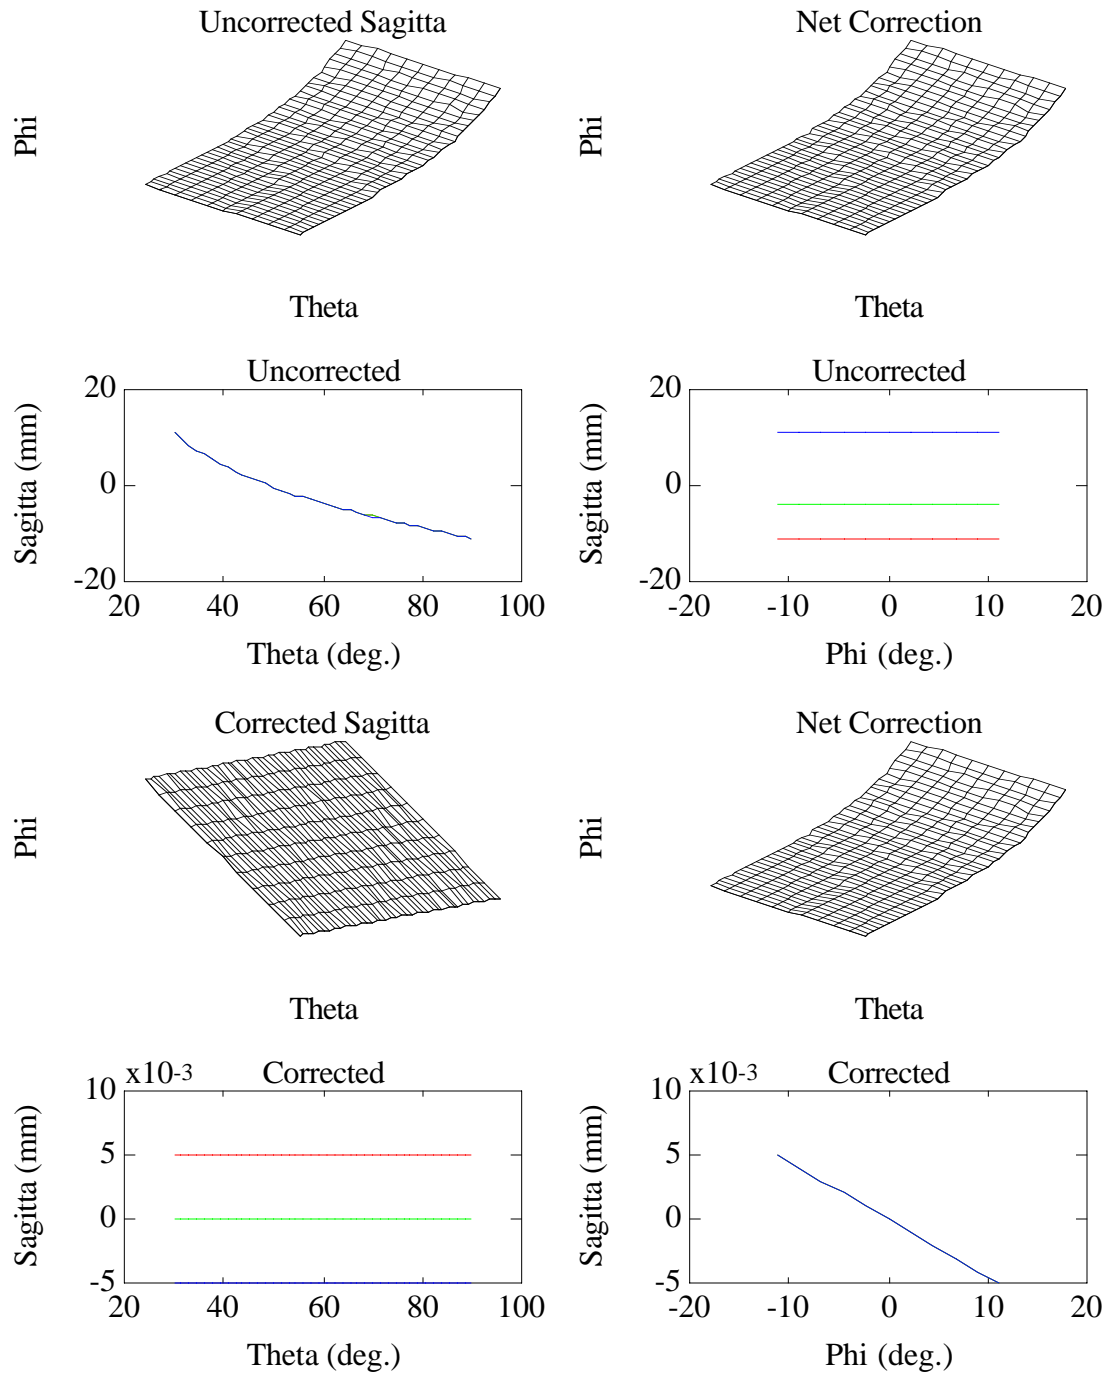 Uncorrected Sagitta
Phi
Theta
Net Correction
Phi
Theta
Uncorrected
20
0
-20
Sagitta (mm)
20 40 60 80 100
Theta (deg.)
Uncorrected
20
0
-20
Sagitta (mm)
-20 -10 0 10 20
Phi (deg.)
Corrected Sagitta
Phi
Theta
Net Correction
Phi
Theta
x10-3 Corrected
10
5
0
-5
Sagitta (mm)
20 40 60 80 100
Theta (deg.)
x10-3 Corrected
10
5
0
-5
Sagitta (mm)
-20 -10 0 10 20
Phi (deg.)